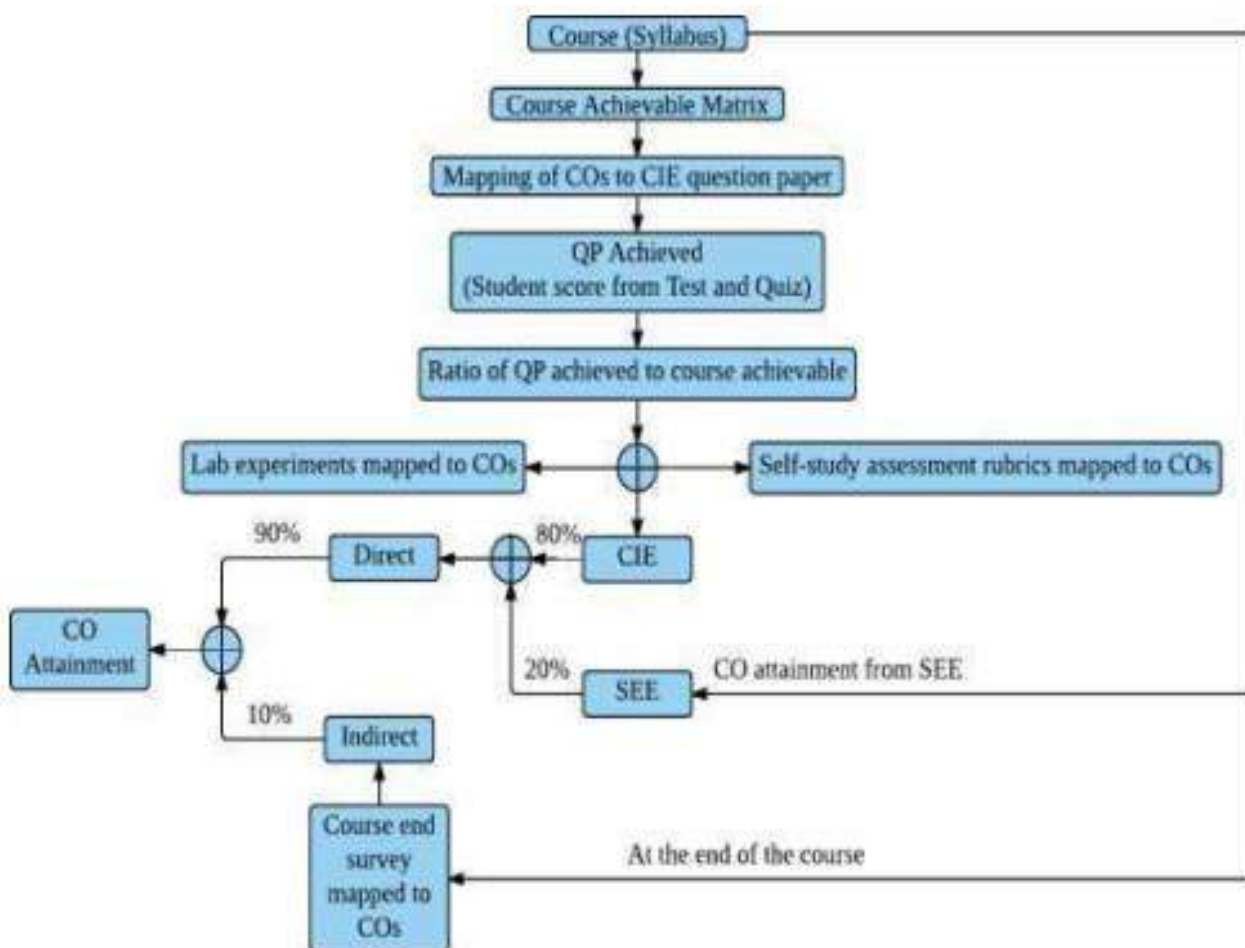 Course (Syllabus)
Course Achievable Matrix
Mapping of COs to CIE question paper
QP Achieved
(Student score from Test and Quiz)
Ratio of QP achieved to course achievable
Lab experiments mapped to COs
Self-study assessment rubrics mapped to COs
90%
Direct
80%
CIE
CO
Attainment
20%
SEE
CO attainment from SEE
10%
Indirect
Course end
survey
mapped to
COs
At the end of the course